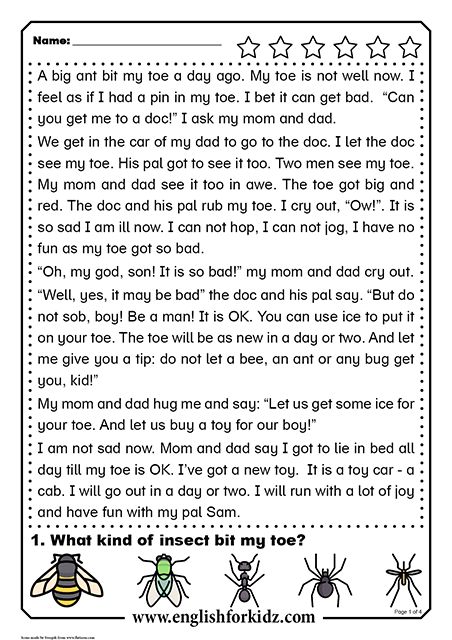 Name:
A big ant bit my toe a day ago. My toe is not well now. I
feel as if I had a pin in my toe. I bet it can get bad. “Can
you get me to a doc!” I ask my mom and dad.
We get in the car of my dad to go to the doc. I let the doc
see my toe. His pal got to see it too. Two men see my toe.
My mom and dad see it too in awe. The toe got big and
red. The doc and his pal rub my toe. I cry out, “Ow!”. It is
so sad I am ill now. I can not hop, I can not jog, I have no
fun as my toe got so bad.
“Oh, my god, son! It is so bad!” my mom and dad cry out.
“Well, yes, it may be bad” the doc and his pal say. “But do
not sob, boy! Be a man! It is OK. You can use ice to put it
on your toe. The toe will be as new in a day or two. And let
me give you a tip: do not let a bee, an ant or any bug get
you, kid!”
My mom and dad hug me and say: “Let us get some ice for
your toe. And let us buy a toy for our boy!”
I am not sad now. Mom and dad say I got to lie in bed all
day till my toe is OK. I’ve got a new toy. It is a toy car - a
cab. I will go out in a day or two. I will run with a lot of joy
and have fun with my pal Sam.
1. What kind of insect bit my toe?
Page 1 of 4
www.englishforkidz.com
Icons made by Freepik from www.flaticon.com